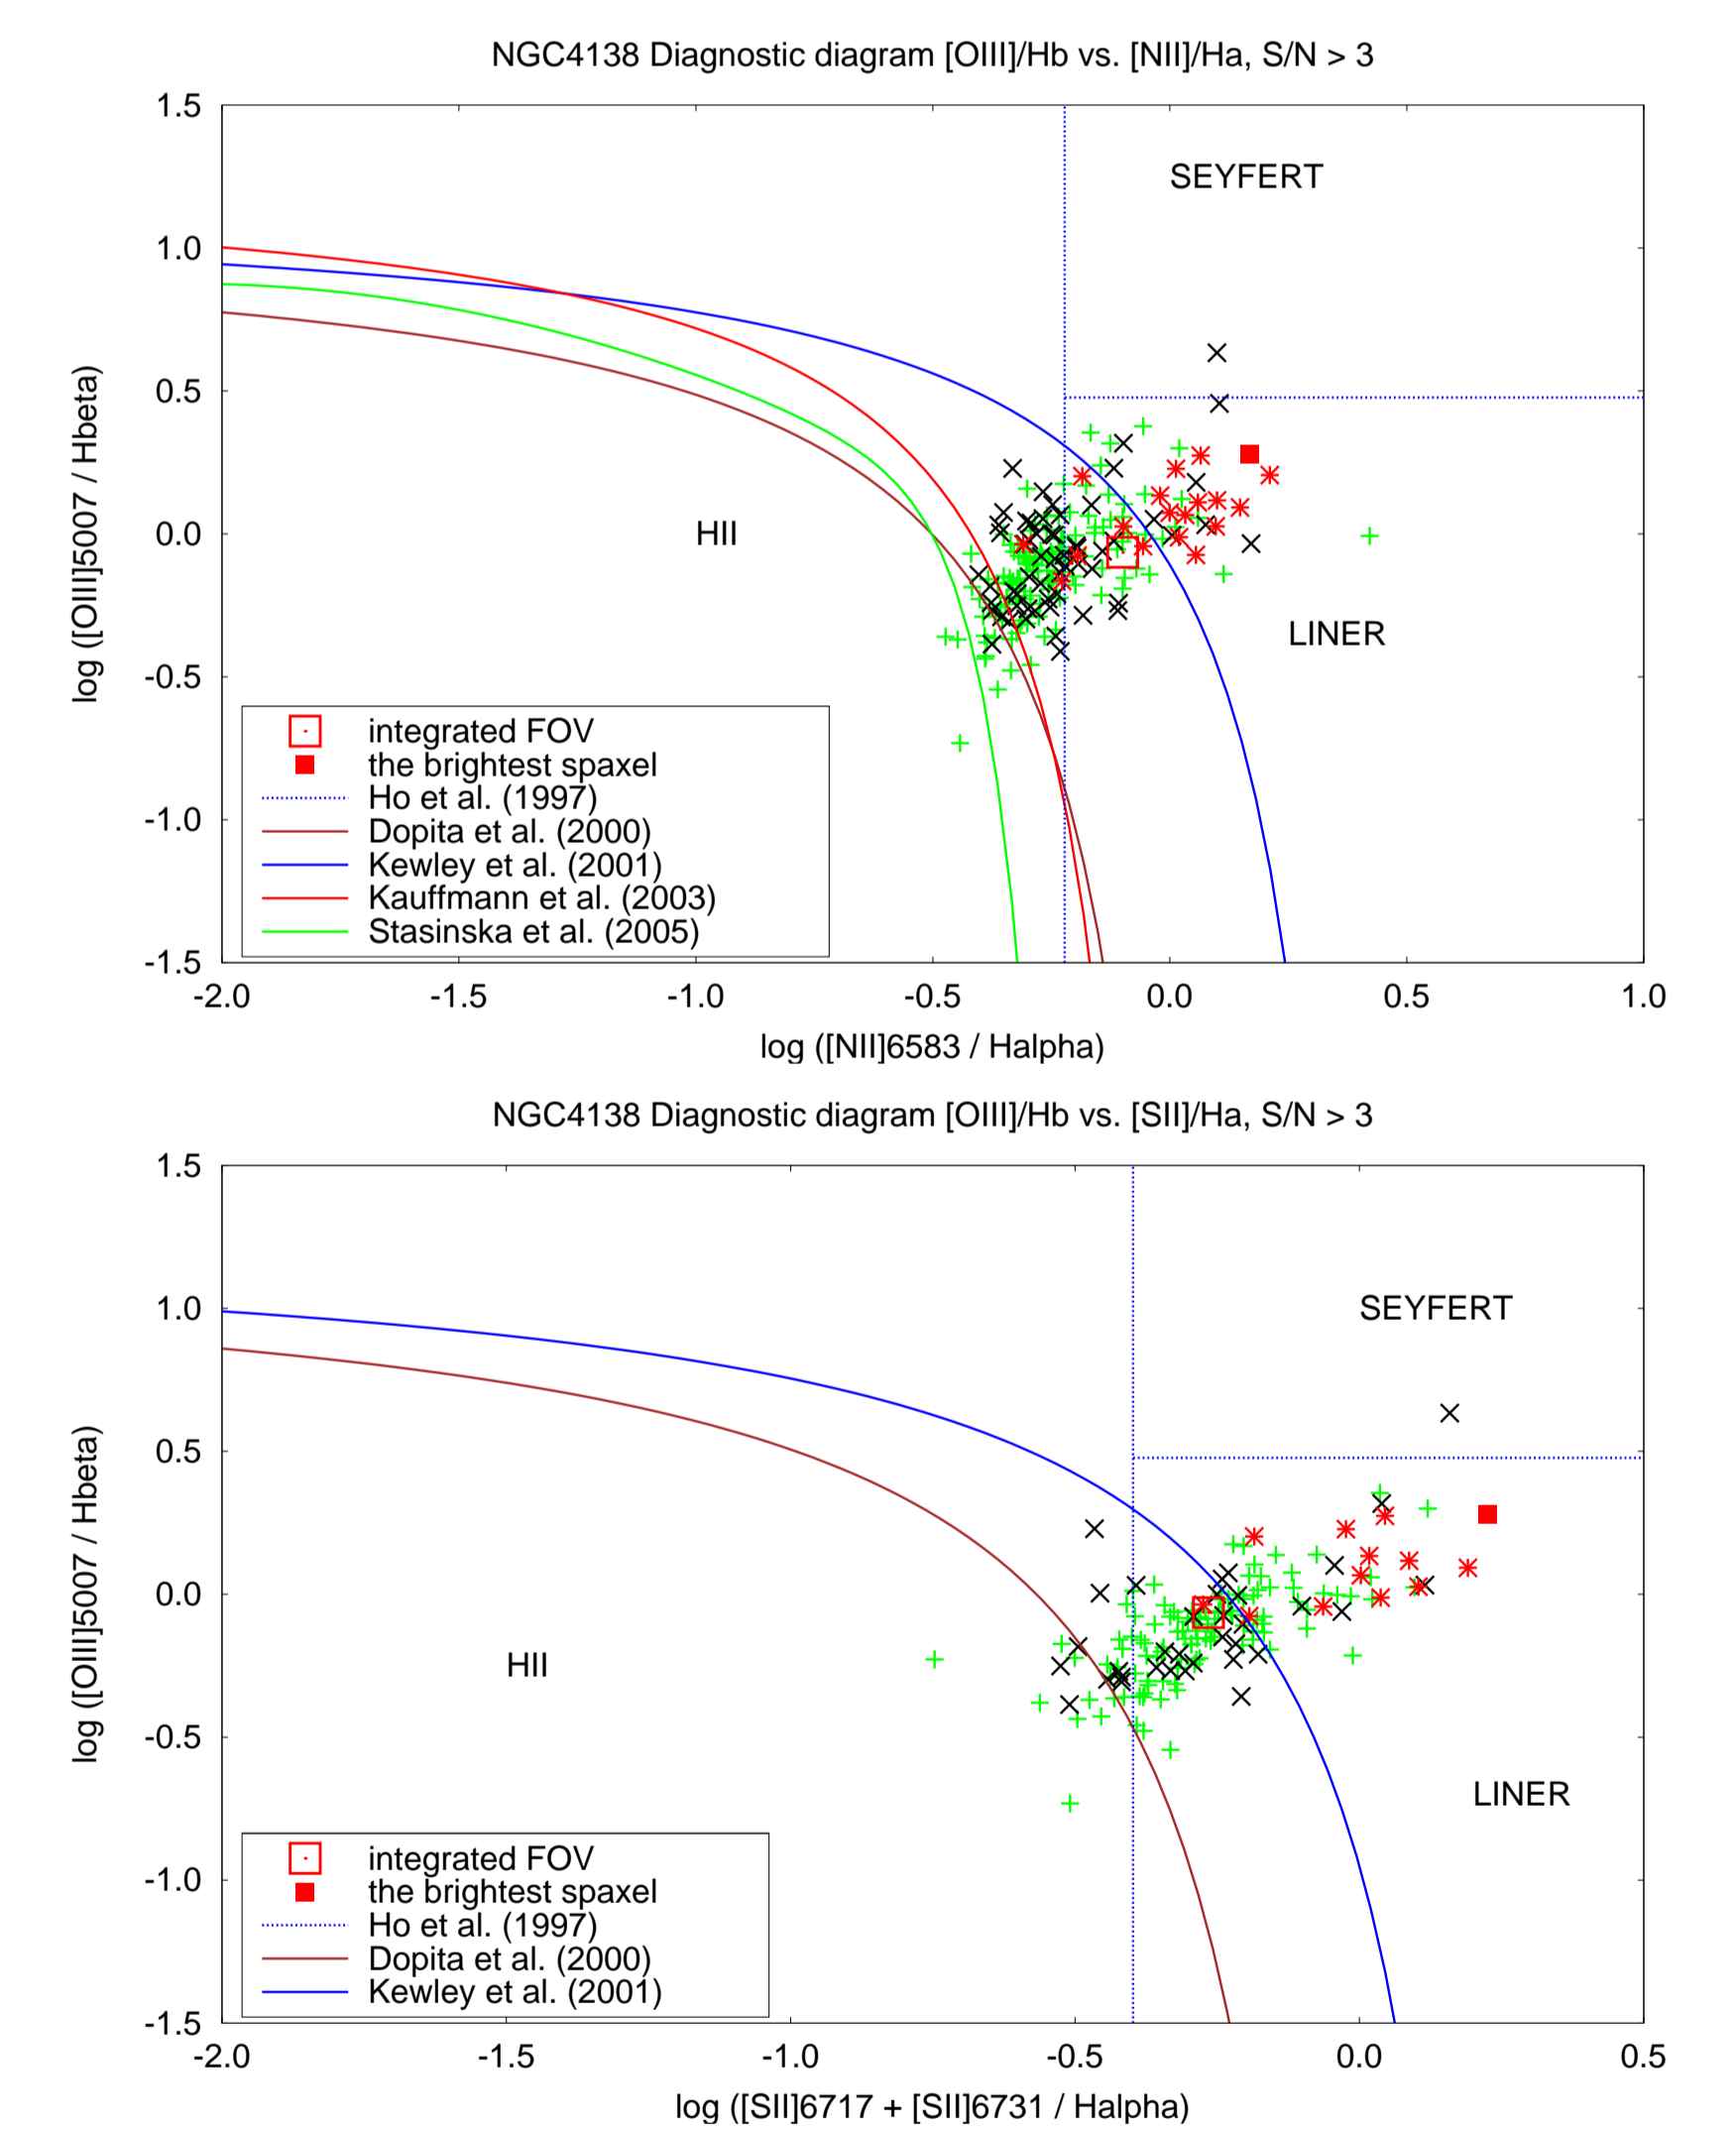 NGC4138 Diagnostic diagram [OIII]/Hb vs. [NII]/Ha, S/N > 3
1.5
1.0
0.5
0.0
-0.5
-1.0
-1.5
log ([OIII]5007 / Hbeta)
SEYFERT
HII
LINER
integrated FOV
the brightest spaxel
Ho et al. (1997)
Dopita et al. (2000)
Kewley et al. (2001)
Kauffmann et al. (2003)
Stasinska et al. (2005)
-2.0 -1.5 -1.0 -0.5 0.0 0.5 1.0
log ([NII]6583 / Halpha)
NGC4138 Diagnostic diagram [OIII]/Hb vs. [SII]/Ha, S/N > 3
1.5
1.0
0.5
0.0
-0.5
-1.0
-1.5
log ([OIII]5007 / Hbeta)
SEYFERT
HII
LINER
integrated FOV
the brightest spaxel
Ho et al. (1997)
Dopita et al. (2000)
Kewley et al. (2001)
-2.0 -1.5 -1.0 -0.5 0.0 0.5
log ([SII]6717 + [SII]6731 / Halpha)